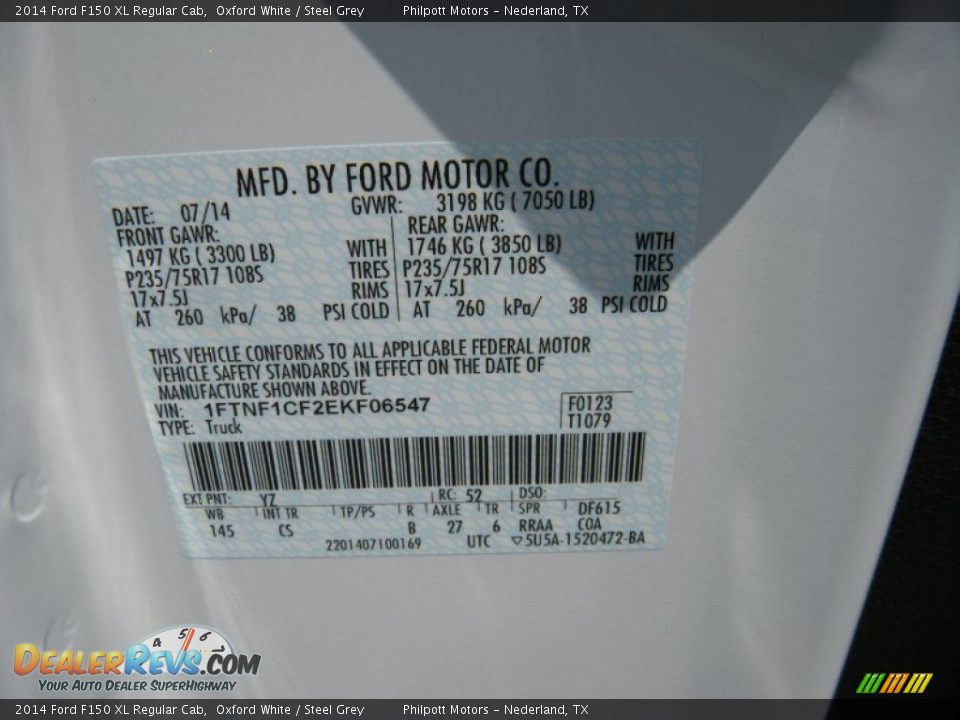 2014 Ford F150 XL Regular Cab, Oxford White / Steel Grey Philpott Motors - Nederland, TX
MFD. BY FORD MOTOR CO.
DATE: 07/14 GVWR: 3198 KG ( 7050 LB)
FRONT GAWR: REAR GAWR:
1497 KG ( 3300 LB) WITH 1746 KG ( 3850 LB) WITH
P235/75R17 108S TIRES P235/75R17 108S TIRES
17x7.5J RIMS 17x7.5J RIMS
AT 260 kPa/ 38 PSI COLD AT 260 kPa/ 38 PSI COLD
THIS VEHICLE CONFORMS TO ALL APPLICABLE FEDERAL MOTOR
VEHICLE SAFETY STANDARDS IN EFFECT ON THE DATE OF
MANUFACTURE SHOWN ABOVE.
VIN: 1FTNF1CF2EKF06547 F0123
TYPE: Truck T1079
EXT PNT: YZ RC: 52 DSO:
WB INT TR TP/PS R AXLE TR SPR DF615
145 CS B 27 6 RRAA COA
2201407100169 UTC ▽5U5A-1520472-BA
4 5 6
DEALERREVS.COM
YOUR AUTO DEALER SUPERHIGHWAY
2014 Ford F150 XL Regular Cab, Oxford White / Steel Grey Philpott Motors - Nederland, TX